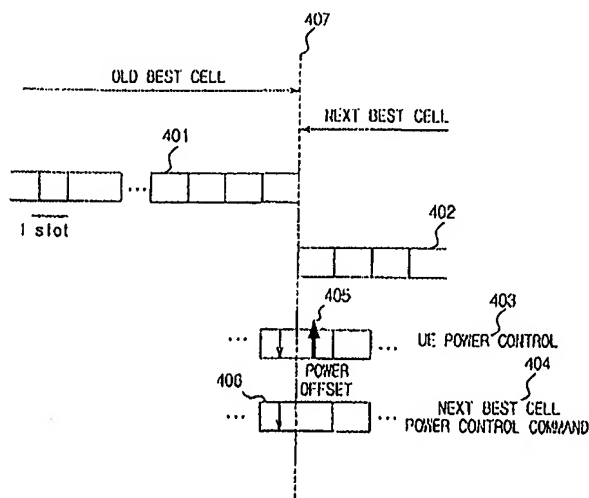 407
OLD BEST CELL
NEXT BEST CELL
401
...
1 slot
402
405
403
... ...
UE POWER CONTROL
POWER
OFFSET
404
406
... ...
NEXT BEST CELL
POWER CONTROL COMMAND